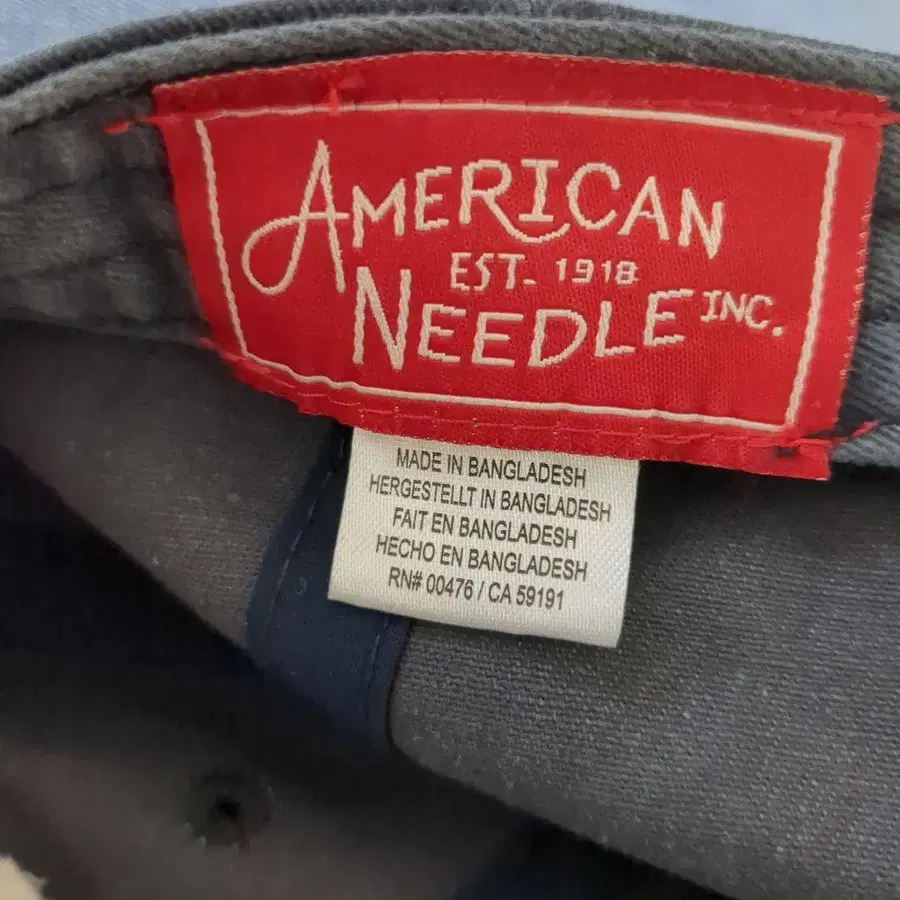 AMERICAN
EST. 1918
NEEDLE INC.
MADE IN BANGLADESH
HERGESTELLT IN BANGLADESH
FAIT EN BANGLADESH
HECHO EN BANGLADESH
RN# 00476 / CA 59191